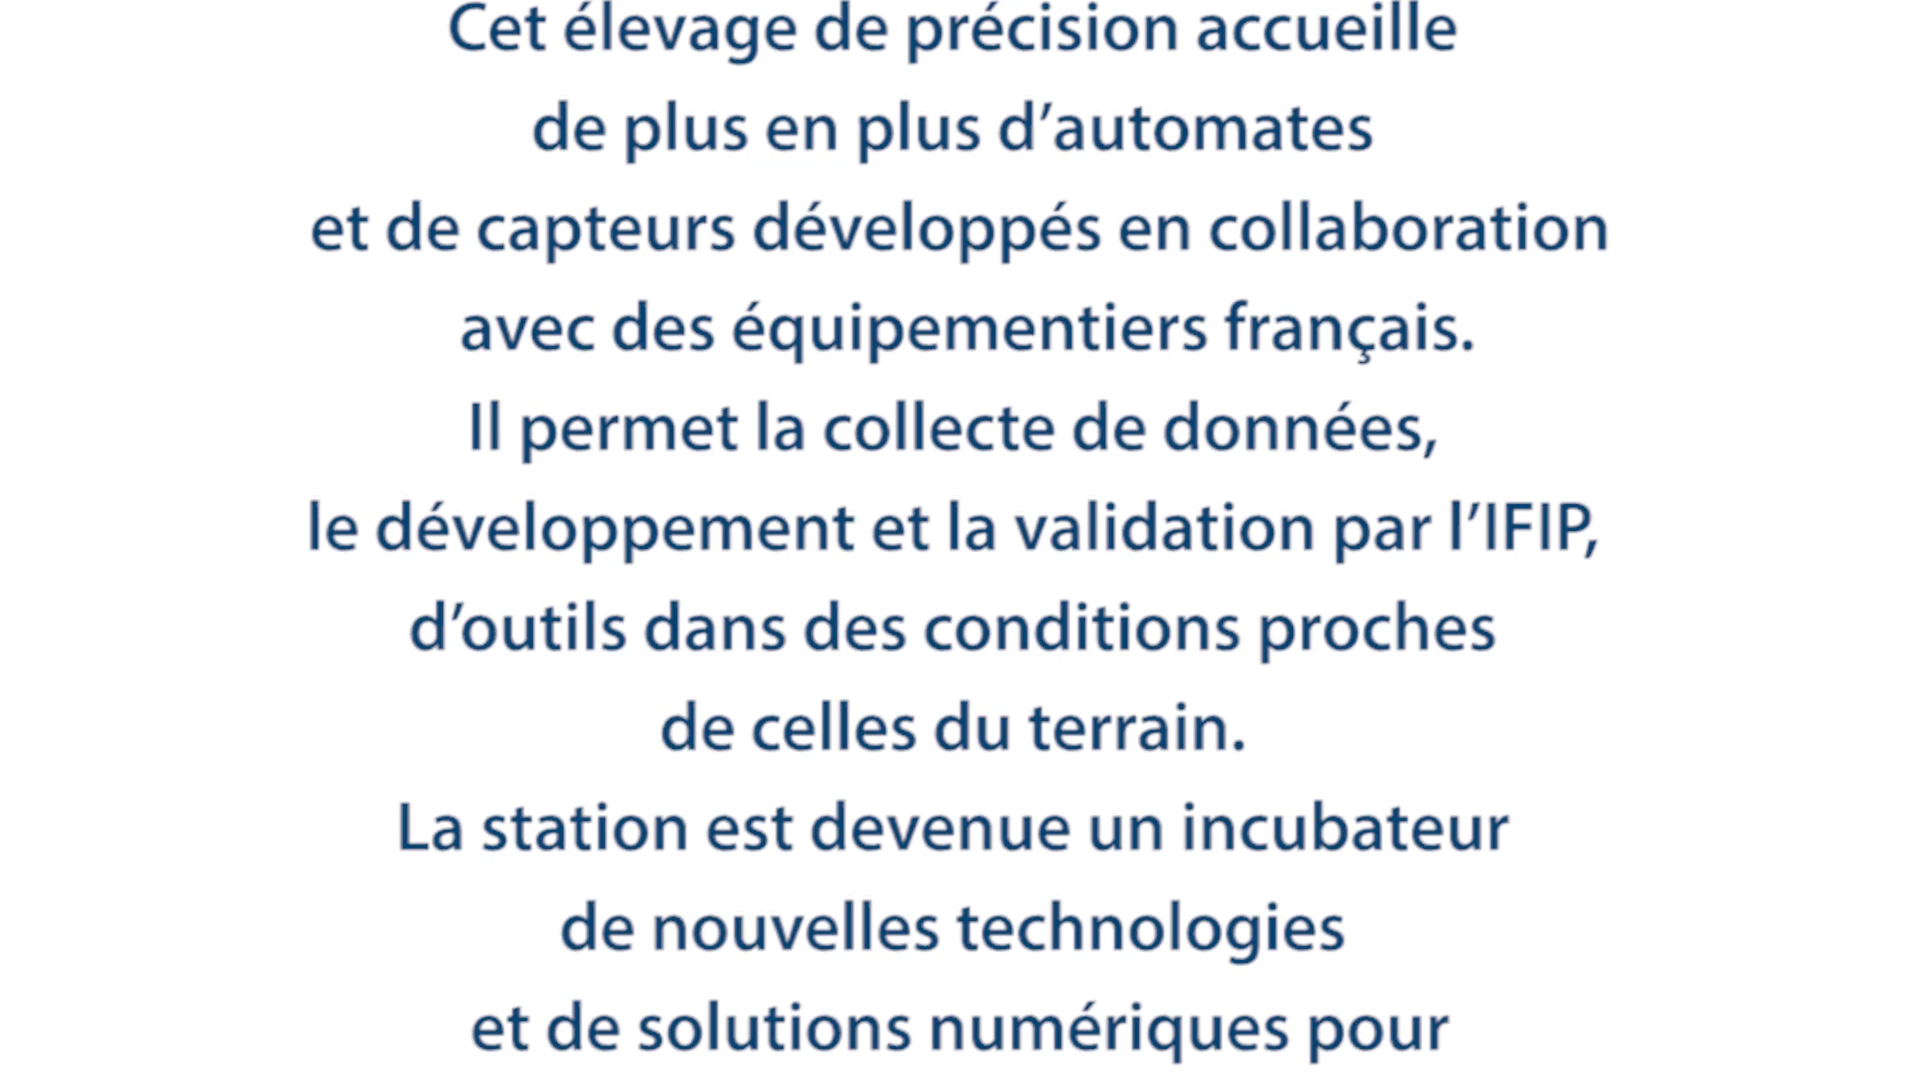 Cet élevage de précision accueille
de plus en plus d’automates
et de capteurs développés en collaboration
avec des équipementiers français.
Il permet la collecte de données,
le développement et la validation par l’IFIP,
d’outils dans des conditions proches
de celles du terrain.
La station est devenue un incubateur
de nouvelles technologies
et de solutions numériques pour